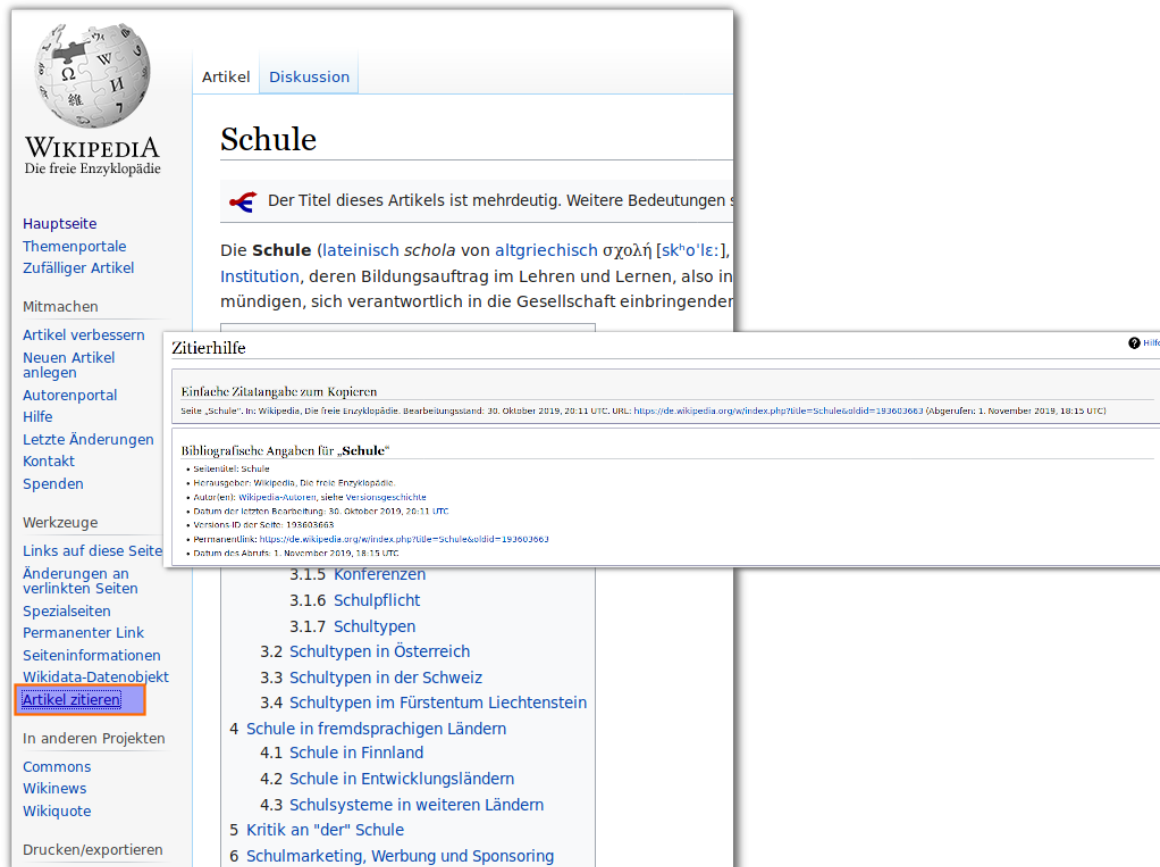 WIKIPEDIA
Die freie Enzyklopädie
Hauptseite
Themenportale
Zufälliger Artikel
Mitmachen
Artikel verbessern
Neuen Artikel
anlegen
Autorenportal
Hilfe
Letzte Änderungen
Kontakt
Spenden
Werkzeuge
Links auf diese Seite
Änderungen an
verlinkten Seiten
Spezialseiten
Permanenter Link
Seiteninformationen
Wikidata-Datenobjekt
Artikel zitieren
In anderen Projekten
Commons
Wikinews
Wikiquote
Drucken/exportieren
Artikel Diskussion
Schule
Der Titel dieses Artikels ist mehrdeutig. Weitere Bedeutungen s
Die Schule (lateinisch schola von altgriechisch σχολή [skʰoˈlɛː],
Institution, deren Bildungsauftrag im Lehren und Lernen, also in
mündigen, sich verantwortlich in die Gesellschaft einbringender
Zitierhilfe
Hilfe
Einfache Zitatangabe zum Kopieren
Seite „Schule“. In: Wikipedia, Die freie Enzyklopädie. Bearbeitungsstand: 30. Oktober 2019, 20:11 UTC. URL: https://de.wikipedia.org/w/index.php?title=Schule&oldid=193603663 (Abgerufen: 1. November 2019, 18:15 UTC)
Bibliografische Angaben für „Schule“
• Seitentitel: Schule
• Herausgeber: Wikipedia, Die freie Enzyklopädie.
• Autor(en): Wikipedia-Autoren, siehe Versionsgeschichte
• Datum der letzten Bearbeitung: 30. Oktober 2019, 20:11 UTC
• Versions-ID der Seite: 193603663
• Permanentlink: https://de.wikipedia.org/w/index.php?title=Schule&oldid=193603663
• Datum des Abrufs: 1. November 2019, 18:15 UTC
3.1.5 Konferenzen
3.1.6 Schulpflicht
3.1.7 Schultypen
3.2 Schultypen in Österreich
3.3 Schultypen in der Schweiz
3.4 Schultypen im Fürstentum Liechtenstein
4 Schule in fremdsprachigen Ländern
4.1 Schule in Finnland
4.2 Schule in Entwicklungsländern
4.3 Schulsysteme in weiteren Ländern
5 Kritik an "der" Schule
6 Schulmarketing, Werbung und Sponsoring